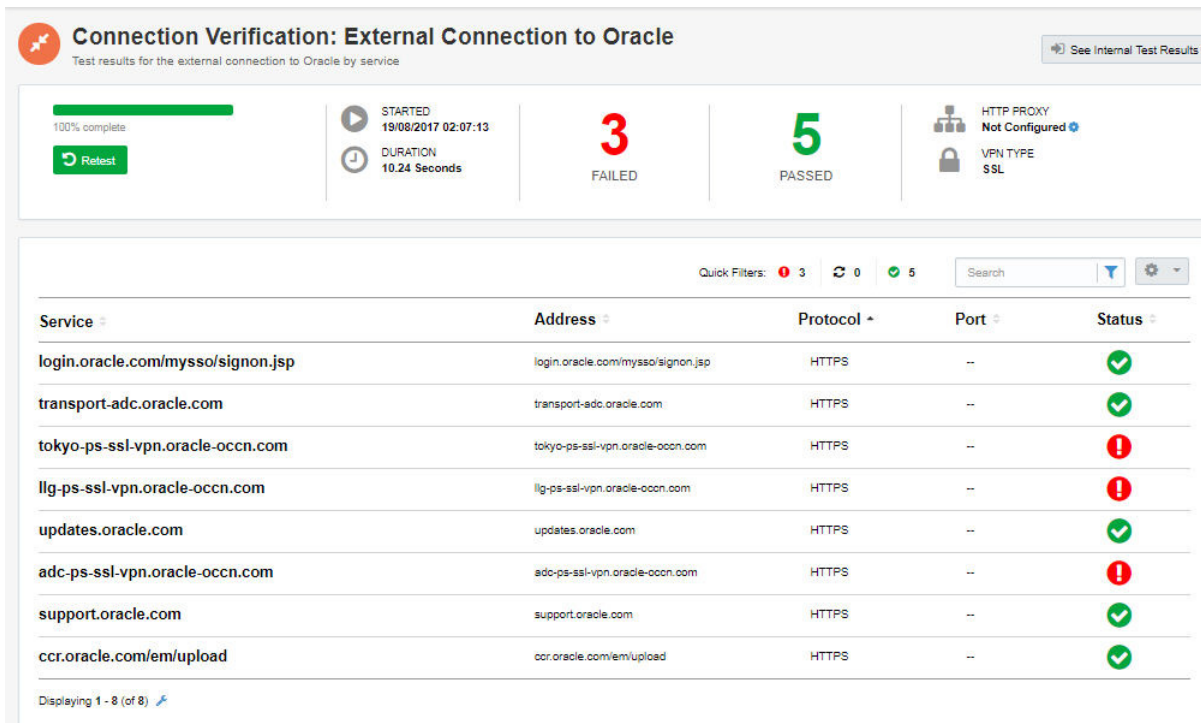 Connection Verification: External Connection to Oracle
Test results for the external connection to Oracle by service
See Internal Test Results
100% complete
Retest
STARTED
19/08/2017 02:07:13
DURATION
10.24 Seconds
3
FAILED
5
PASSED
HTTP PROXY
Not Configured
VPN TYPE
SSL
Quick Filters: 3 0 5 Search
Service Address Protocol Port Status
login.oracle.com/mysso/signon.jsp login.oracle.com/mysso/signon.jsp HTTPS --
transport-adc.oracle.com transport-adc.oracle.com HTTPS --
tokyo-ps-ssl-vpn.oracle-occn.com tokyo-ps-ssl-vpn.oracle-occn.com HTTPS --
llg-ps-ssl-vpn.oracle-occn.com llg-ps-ssl-vpn.oracle-occn.com HTTPS --
updates.oracle.com updates.oracle.com HTTPS --
adc-ps-ssl-vpn.oracle-occn.com adc-ps-ssl-vpn.oracle-occn.com HTTPS --
support.oracle.com support.oracle.com HTTPS --
ccr.oracle.com/em/upload ccr.oracle.com/em/upload HTTPS --
Displaying 1 - 8 (of 8)